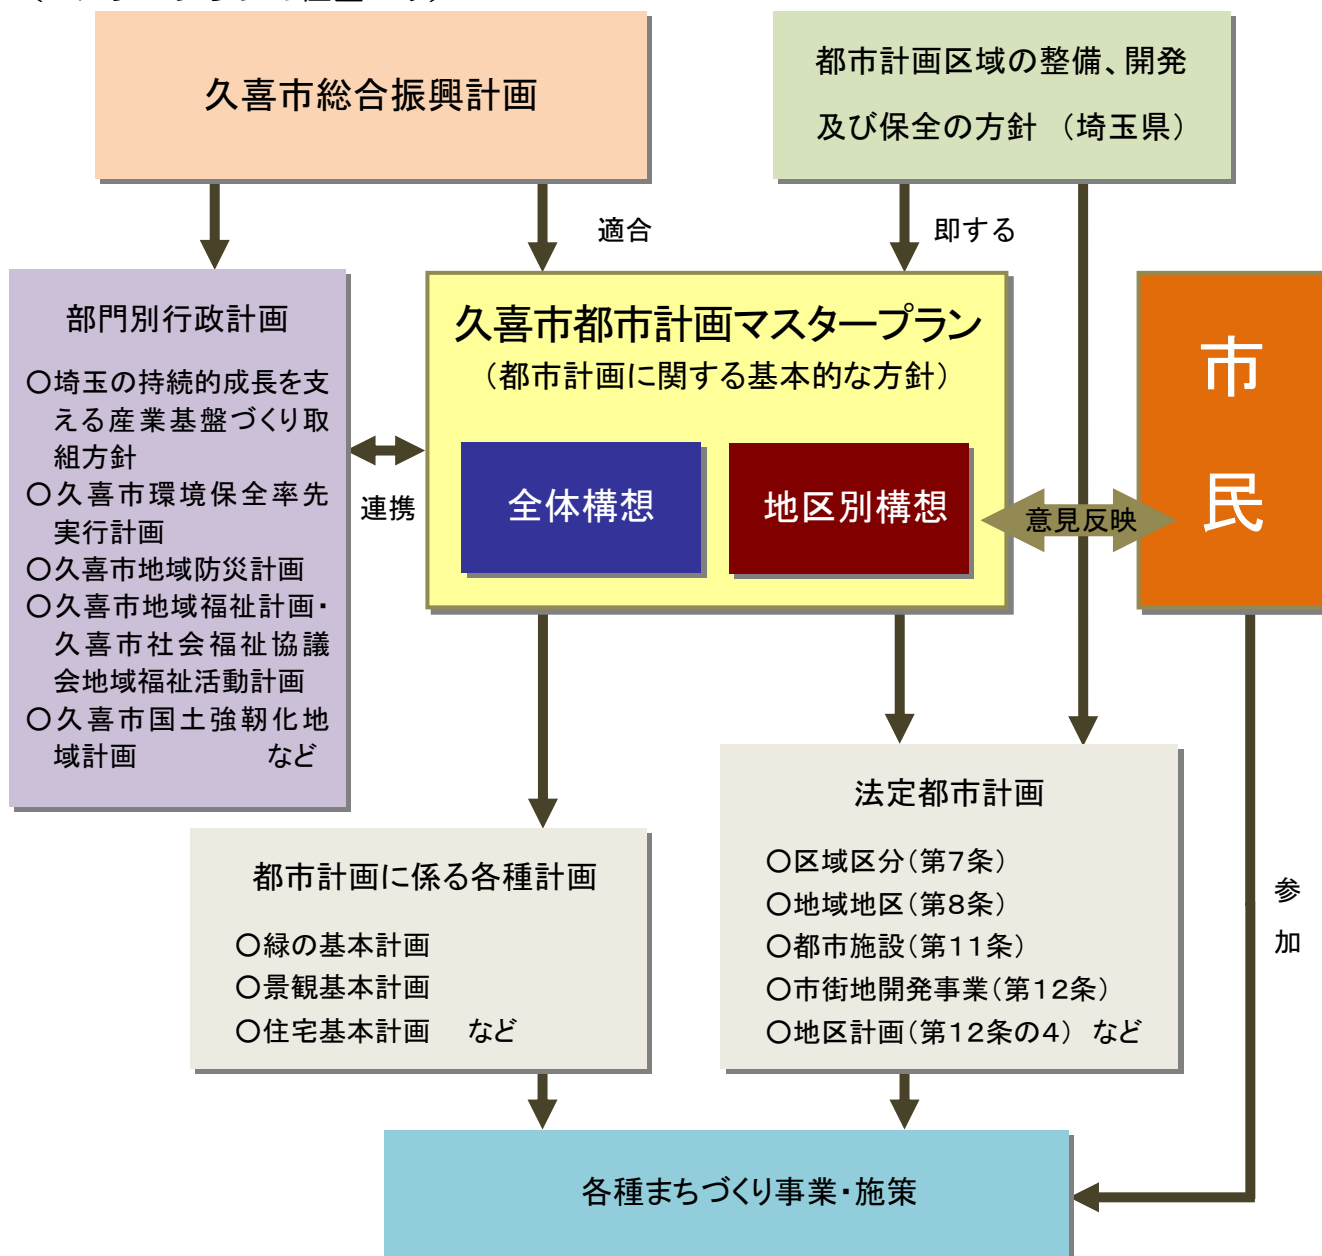 久喜市総合振興計画
都市計画区域の整備、開発
及び保全の方針 （埼玉県）
適合
即する
部門別行政計画
○埼玉の持続的成長を支
える産業基盤づくり取
組方針
○久喜市環境保全率先
実行計画
○久喜市地域防災計画
○久喜市地域福祉計画・
久喜市社会福祉協議
会地域福祉活動計画
○久喜市国土強靭化地
域計画 など
連携
久喜市都市計画マスタープラン
（都市計画に関する基本的な方針）
全体構想
地区別構想
意見反映
市民
都市計画に係る各種計画
○緑の基本計画
○景観基本計画
○住宅基本計画 など
法定都市計画
○区域区分（第７条）
○地域地区（第８条）
○都市施設（第１１条）
○市街地開発事業（第１２条）
○地区計画（第１２条の４） など
参加
各種まちづくり事業・施策